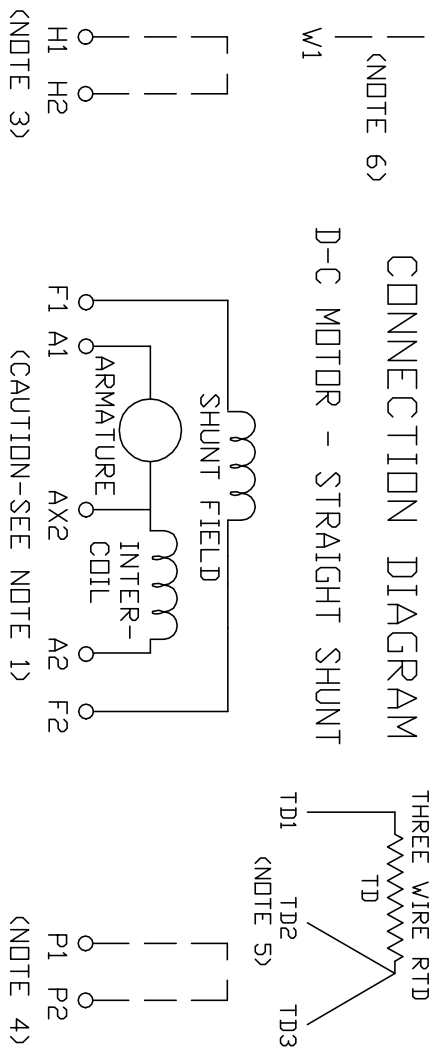 CONNECTION DIAGRAM
D-C MOTOR - STRAIGHT SHUNT
W1
(NOTE 6)
H1 H2
(NOTE 3)
THREE WIRE RTD
TD
TD1 TD2 TD3
(NOTE 5)
SHUNT FIELD
ARMATURE
INTER-
COIL
F1 A1 AX2 A2 F2
(CAUTION-SEE NOTE 1)
P1 P2
(NOTE 4)